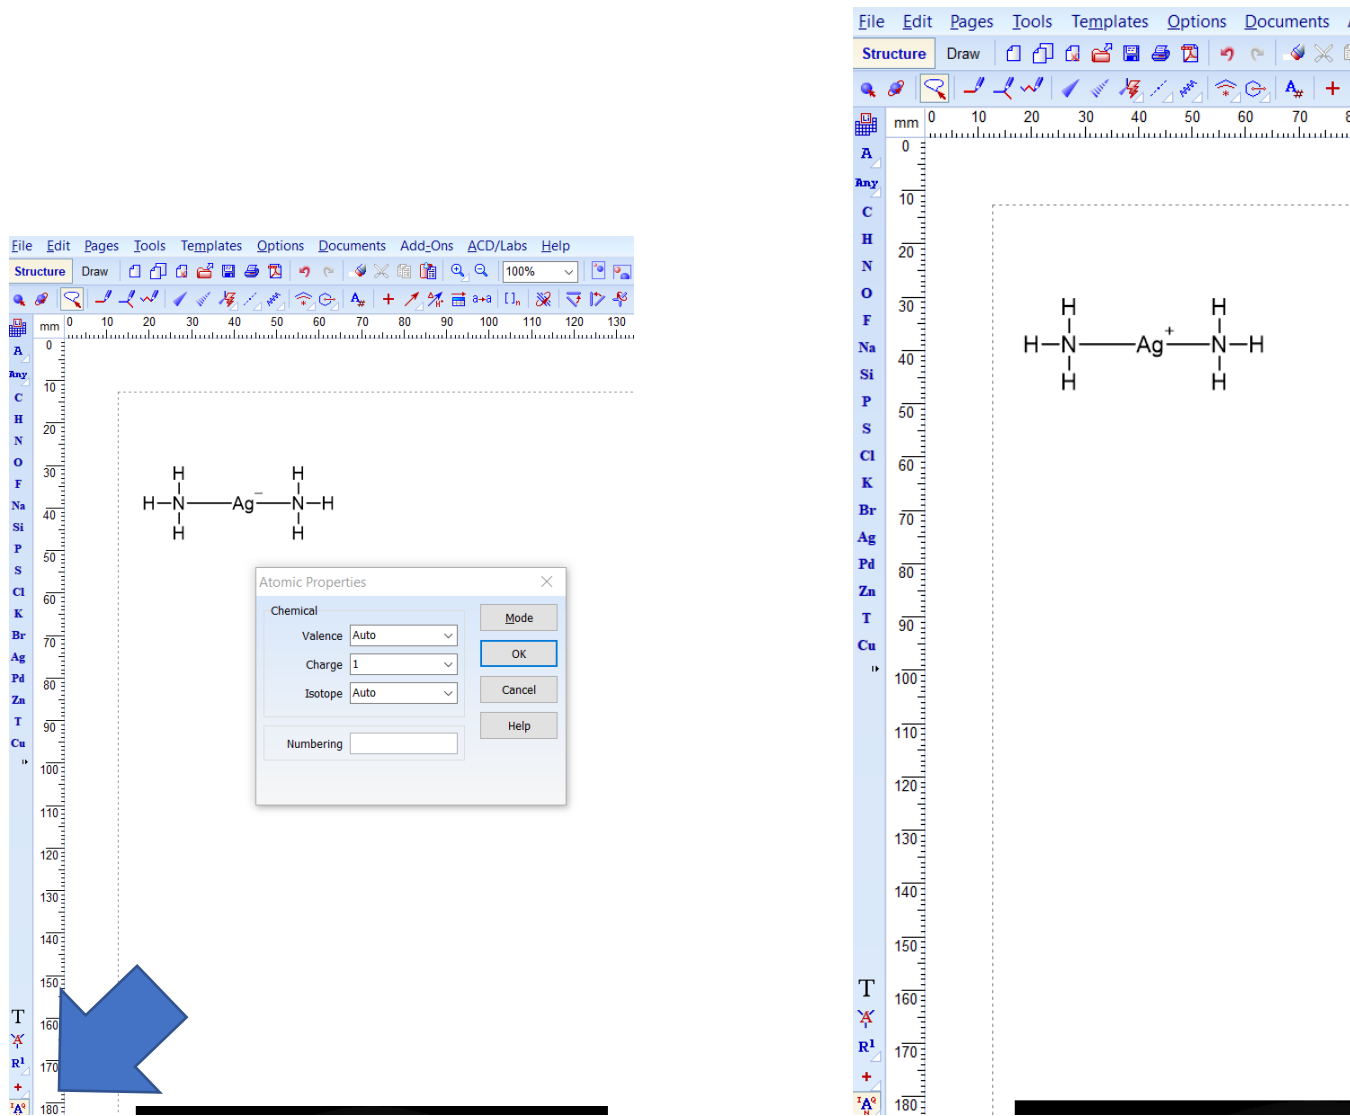 File Edit Pages Tools Templates Options Documents Add-Ons ACD/Labs Help
Structure Draw 100%
mm 0 10 20 30 40 50 60 70 80 90 100 110 120 130
A
Any
C
H
N
O
F
Na
Si
P
S
Cl
K
Br
Ag
Pd
Zn
T
Cu
0
10
20
30
40
50
60
70
80
90
100
110
120
130
140
150
160
170
180
T
A
R1
+
H H
H N Ag − N H
H H
Atomic Properties
Chemical
Valence Auto
Charge 1
Isotope Auto
Numbering
Mode
OK
Cancel
Help
File Edit Pages Tools Templates Options Documents
Structure Draw
mm 0 10 20 30 40 50 60 70
A
Any
C
H
N
O
F
Na
Si
P
S
Cl
K
Br
Ag
Pd
Zn
T
Cu
0
10
20
30
40
50
60
70
80
90
100
110
120
130
140
150
160
170
180
T
A
R1
+
H H
H N Ag + N H
H H